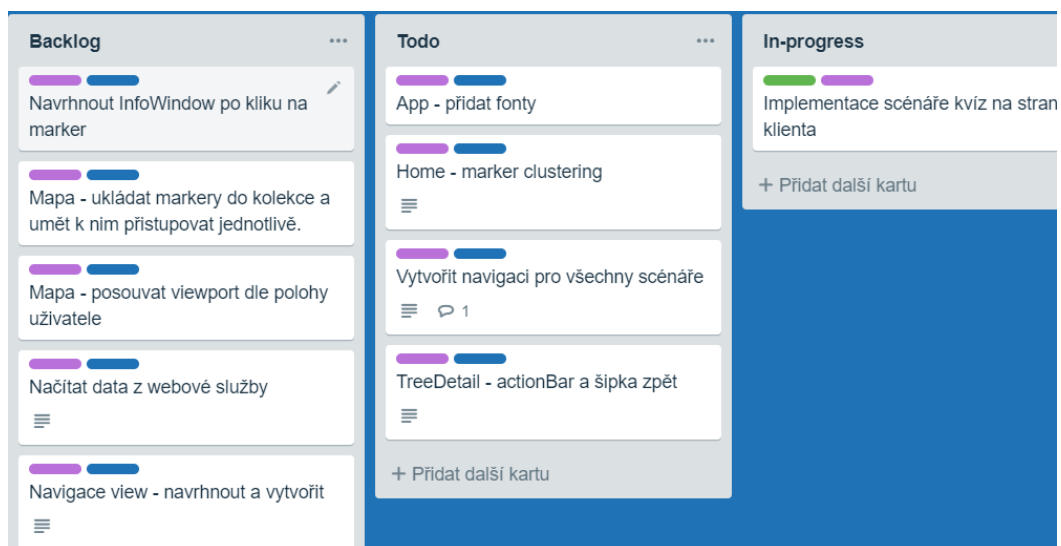 Backlog
Navrhnout InfoWindow po kliku na
marker
Mapa - ukládat markery do kolekce a
umět k nim přistupovat jednotlivě.
Mapa - posouvat viewport dle polohy
uživatele
Načítat data z webové služby
Navigace view - navrhnout a vytvořit
Todo
App - přidat fonty
Home - marker clustering
Vytvořit navigaci pro všechny scénáře
1
TreeDetail - actionBar a šipka zpět
+ Přidat další kartu
In-progress
Implementace scénáře kvíz na stran
klienta
+ Přidat další kartu